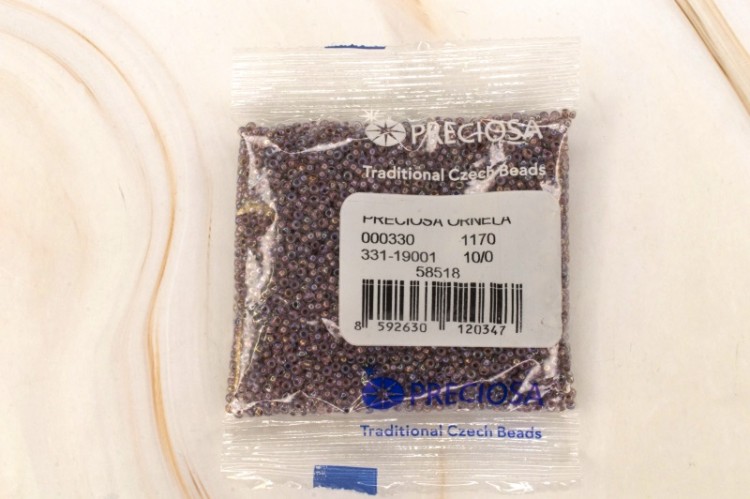 PRECIOSA
Traditional Czech Beads
PRECIOSA ORNELA
000330 1170
331-19001 10/0
58518
8 592630 120347
PRECIOSA
Traditional Czech Beads